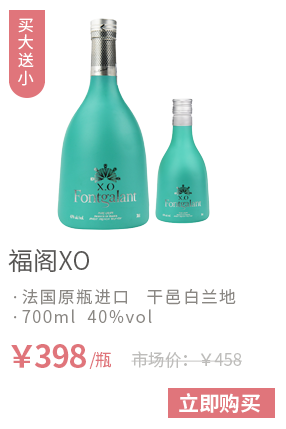 买大送小
X.O
Fontgalant
福阁XO
·法国原瓶进口 干邑白兰地
·700ml 40%vol
￥398/瓶 市场价：￥458
立即购买